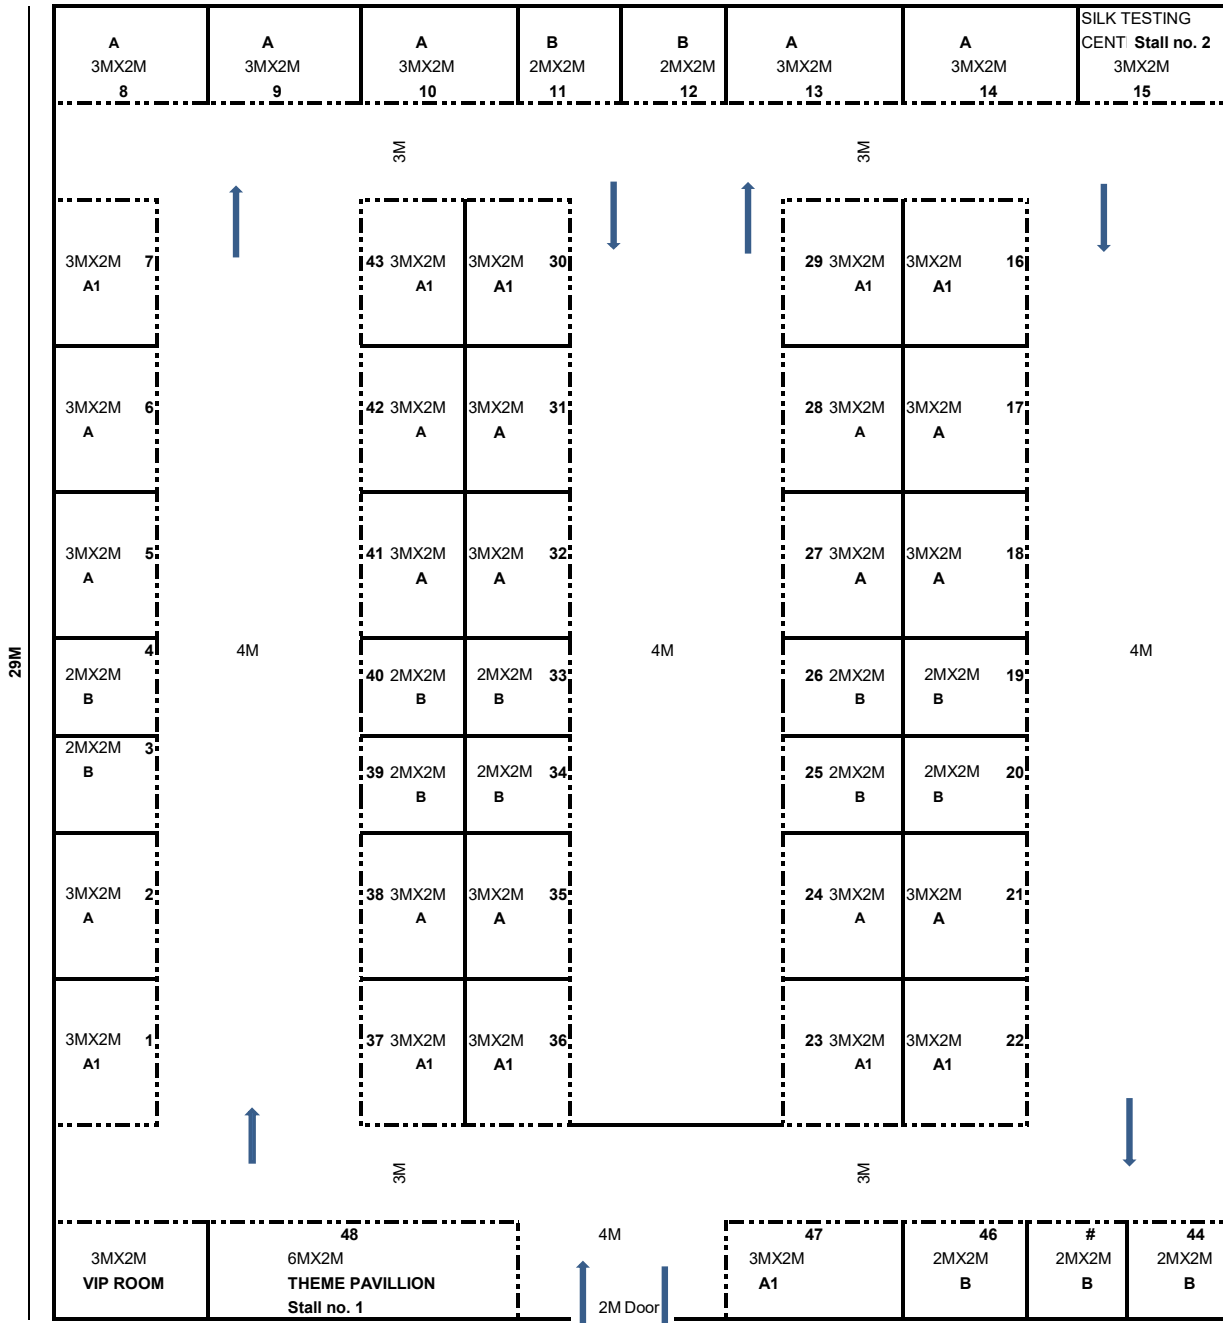 SILK TESTING
A A A B B A A CENT Stall no. 2
3MX2M 3MX2M 3MX2M 2MX2M 2MX2M 3MX2M 3MX2M 3MX2M
8 9 10 11 12 13 14 15
3M 3M
3MX2M 7 43 3MX2M 3MX2M 30 29 3MX2M 3MX2M 16
A1 A1 A1 A1 A1
3MX2M 6 42 3MX2M 3MX2M 31 28 3MX2M 3MX2M 17
A A A A A
3MX2M 5 41 3MX2M 3MX2M 32 27 3MX2M 3MX2M 18
A A A A A
29M
4 4M 4M 4M
2MX2M 40 2MX2M 2MX2M 33 26 2MX2M 2MX2M 19
B B B B B
2MX2M 3
B 39 2MX2M 2MX2M 34 25 2MX2M 2MX2M 20
B B B B
3MX2M 2 38 3MX2M 3MX2M 35 24 3MX2M 3MX2M 21
A A A A A
3MX2M 1 37 3MX2M 3MX2M 36 23 3MX2M 3MX2M 22
A1 A1 A1 A1 A1
3M 3M
48 4M 47 46 # 44
3MX2M 6MX2M 3MX2M 2MX2M 2MX2M 2MX2M
VIP ROOM THEME PAVILLION A1 B B B
Stall no. 1 2M Door